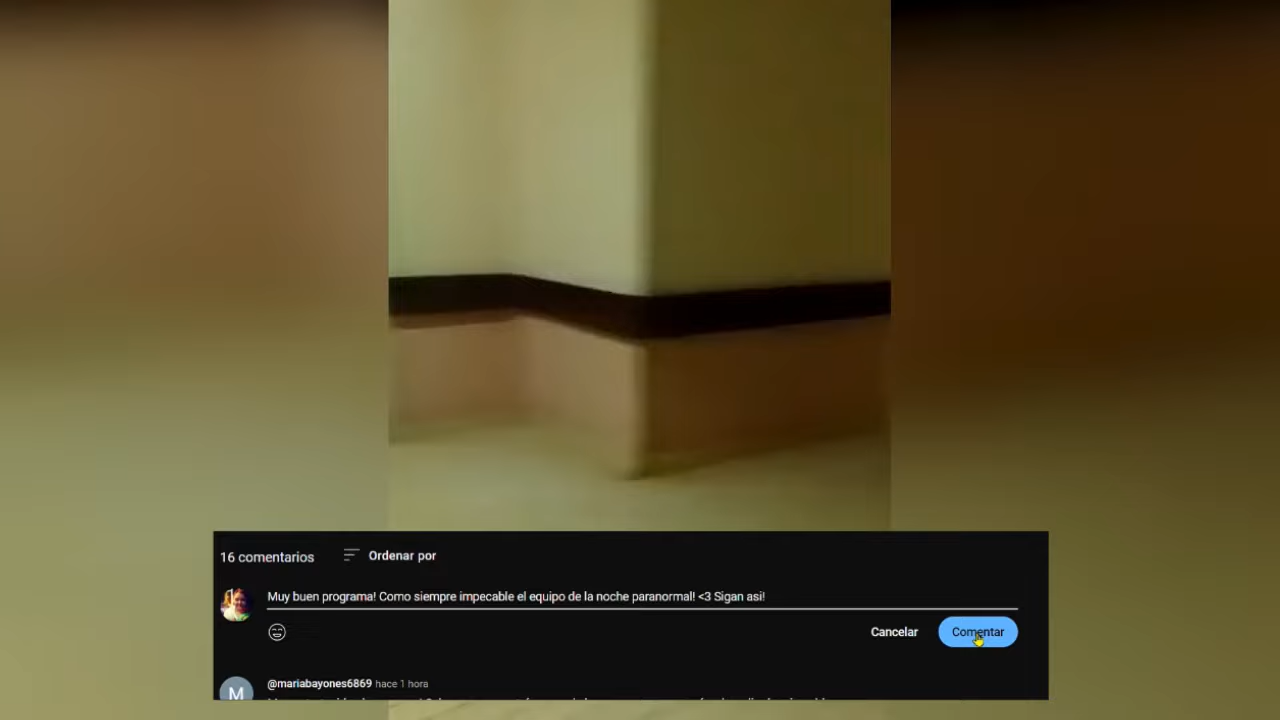 16 comentarios
Ordenar por
Muy buen programa! Como siempre impecable el equipo de la noche paranormal! <3 Sigan asi!
Cancelar
Comentar
M
@mariabayones6869 hace 1 hora